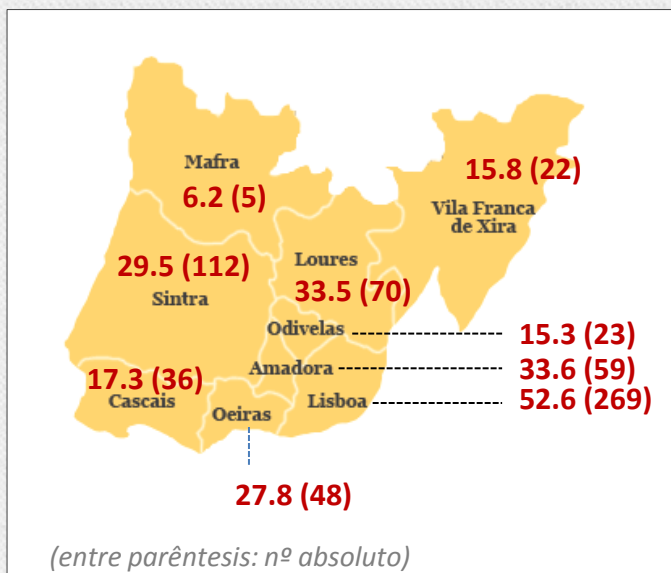 Mafra
6.2 (5)
15.8 (22)
Vila Franca
de Xira
29.5 (112)
Sintra
Loures
33.5 (70)
Odivelas
15.3 (23)
Amadora
33.6 (59)
17.3 (36)
Cascais
Oeiras
Lisboa
52.6 (269)
27.8 (48)
(entre parêntesis: nº absoluto)